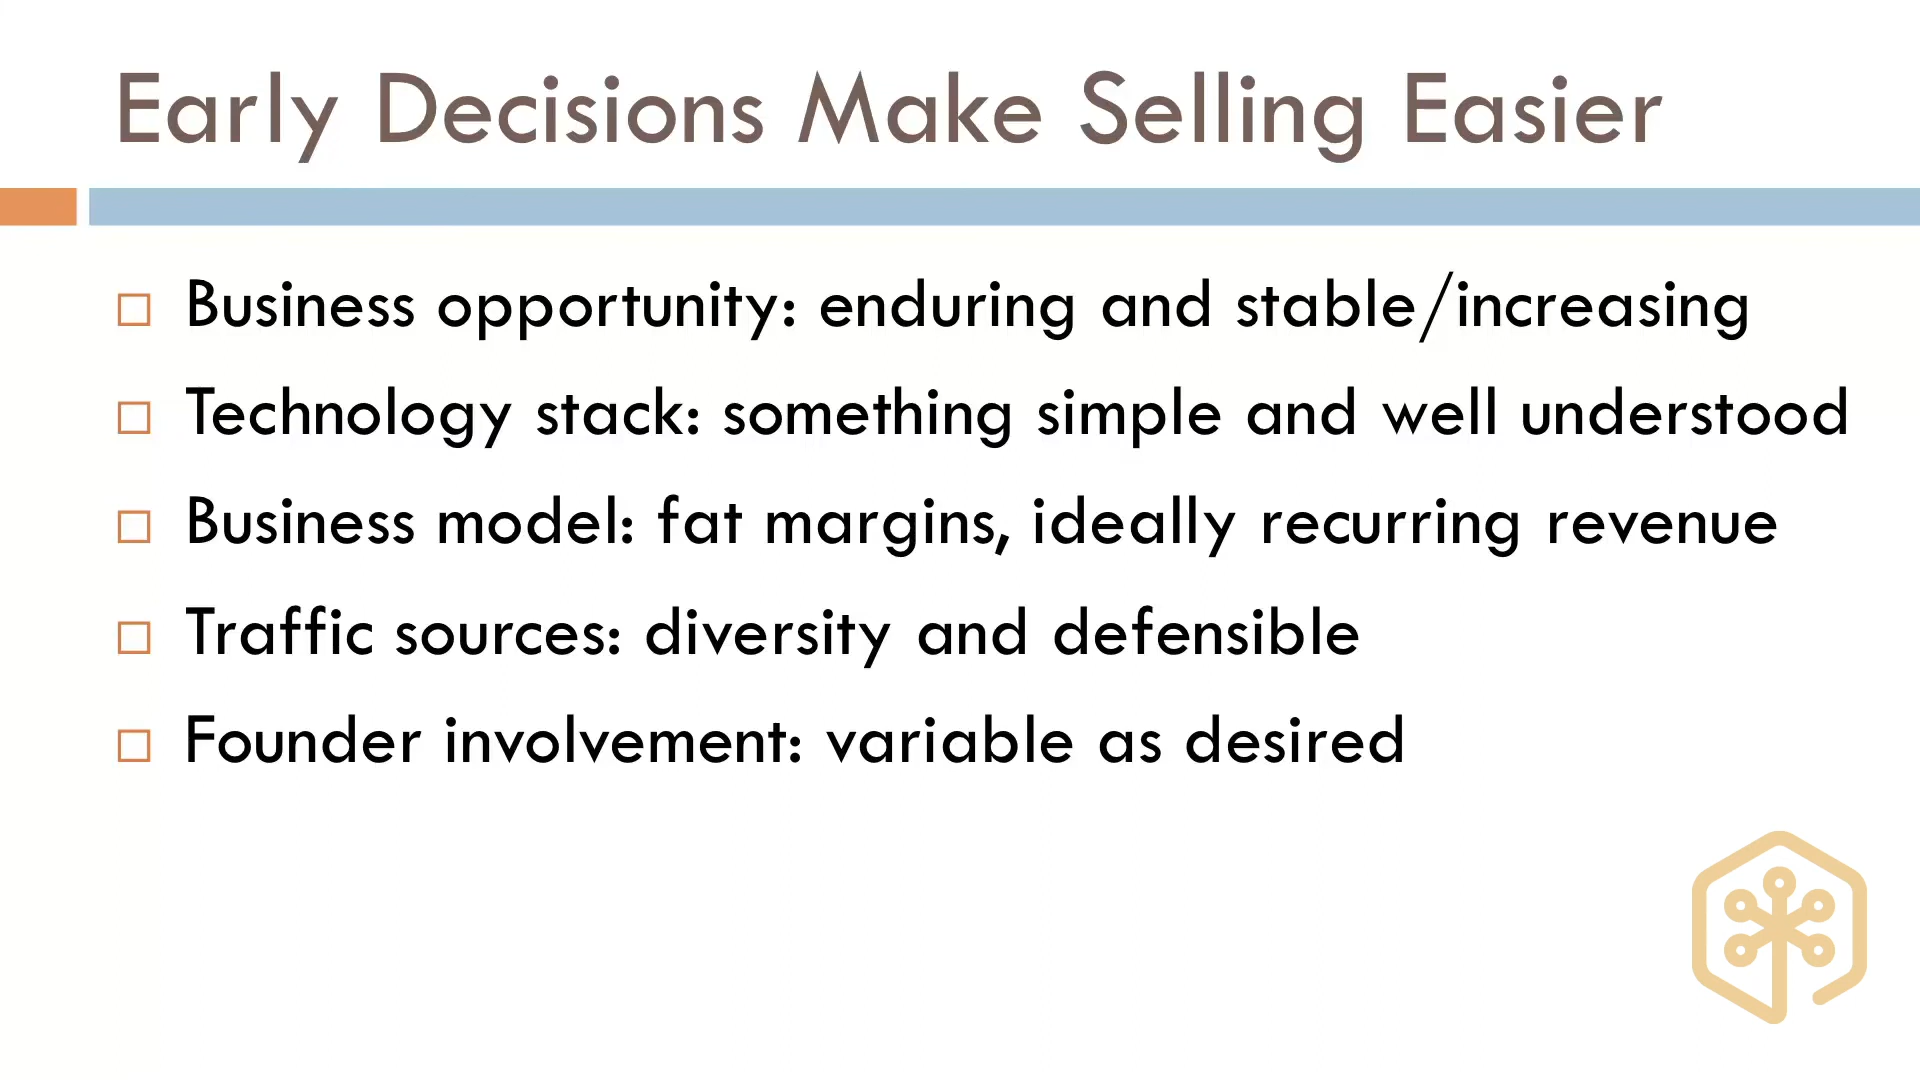 Early Decisions Make Selling Easier
Business opportunity: enduring and stable/increasing
Technology stack: something simple and well understood
Business model: fat margins, ideally recurring revenue
Traffic sources: diversity and defensible
Founder involvement: variable as desired